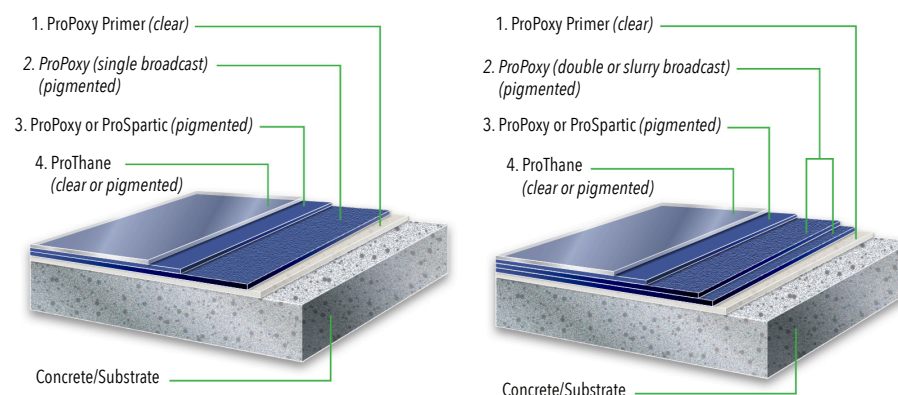 1. ProPoxy Primer (clear)
2. ProPoxy (single broadcast)
(pigmented)
3. ProPoxy or ProSpartic (pigmented)
4. ProThane
(clear or pigmented)
Concrete/Substrate
1. ProPoxy Primer (clear)
2. ProPoxy (double or slurry broadcast)
(pigmented)
3. ProPoxy or ProSpartic (pigmented)
4. ProThane
(clear or pigmented)
Concrete/Substrate